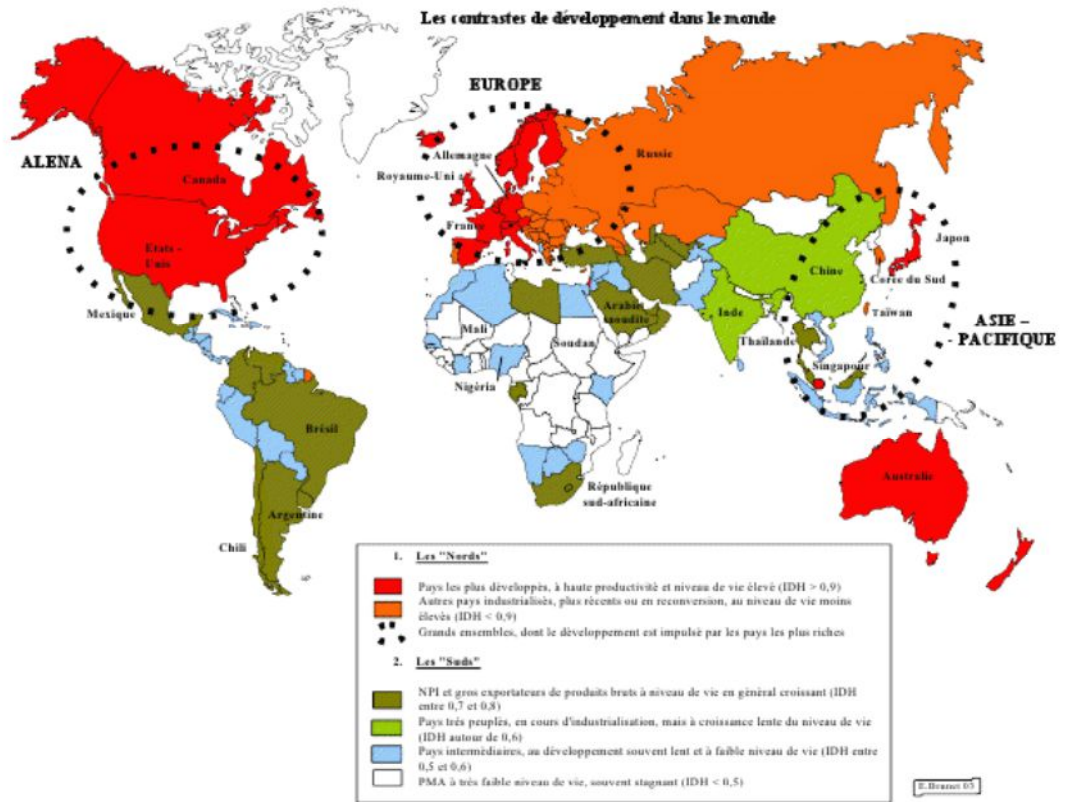 Les contrastes de développement dans le monde
EUROPE
ALENA
Allemagne
Royaume-Uni
Russie
Canada
France
Etats -
Unis
Japon
Chine
Corée du Sud
Mexique
Arabie
saoudite
Inde
Taïwan
ASIE –
- PACIFIQUE
Mali
Soudan
Thaïlande
Singapour
Nigéria
Brésil
République
sud-africaine
Australie
Argentine
Chili
1. Les "Nords"
Pays les plus développés, à haute productivité et niveau de vie élevé (IDH > 0,9)
Autres pays industrialisés, plus récents ou en reconversion, au niveau de vie moins
élevés (IDH < 0,9)
Grands ensembles, dont le développement est impulsé par les pays les plus riches
2. Les "Suds"
NPI et gros exportateurs de produits bruts à niveau de vie en général croissant (IDH
entre 0,7 et 0,8)
Pays très peuplés, en cours d'industrialisation, mais à croissance lente du niveau de vie
(IDH autour de 0,6)
Pays intermédiaires, au développement souvent lent et à faible niveau de vie (IDH entre
0,5 et 0,6)
PMA à très faible niveau de vie, souvent stagnant (IDH < 0,5)
E.Brunet 05